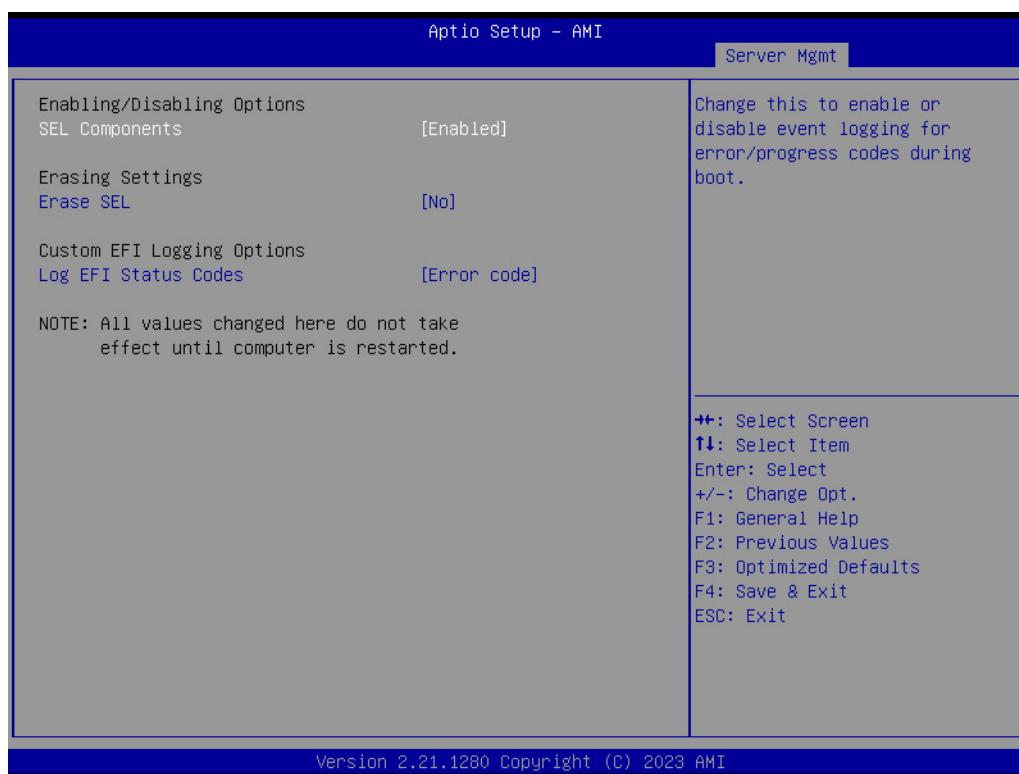 Aptio Setup – AMI
Server Mgmt
Enabling/Disabling Options
SEL Components [Enabled]
Erasing Settings
Erase SEL [No]
Custom EFI Logging Options
Log EFI Status Codes [Error code]
NOTE: All values changed here do not take
effect until computer is restarted.
Change this to enable or
disable event logging for
error/progress codes during
boot.
→←: Select Screen
↑↓: Select Item
Enter: Select
+/-: Change Opt.
F1: General Help
F2: Previous Values
F3: Optimized Defaults
F4: Save & Exit
ESC: Exit
Version 2.21.1280 Copyright (C) 2023 AMI